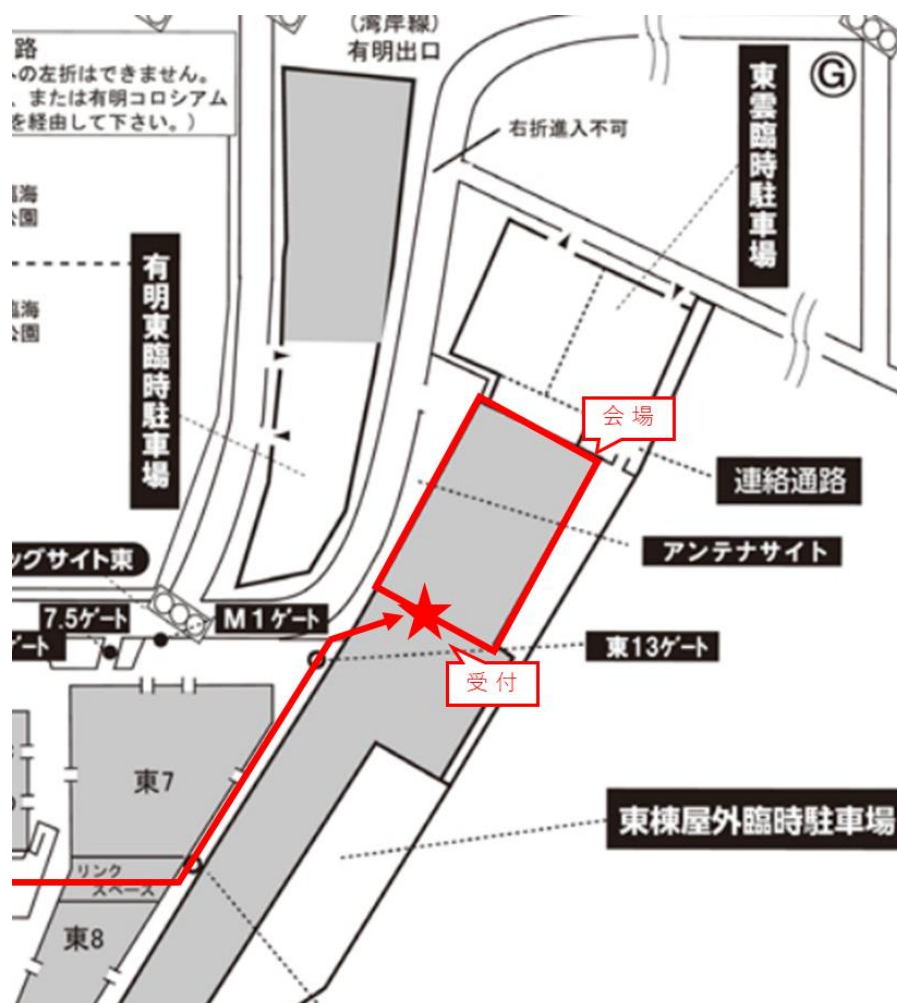 (湾岸線)
有明出口
路
への左折はできません。
、または有明コロシアム
を経由して下さい。)
右折進入不可
東雲臨時駐車場
G
臨海
公園
有明東臨時駐車場
臨海
公園
会場
連絡通路
アンテナサイト
ッグサイト東
7.5ゲート
M1ゲート
ゲート
東13ゲート
受付
東7
東棟屋外臨時駐車場
リンク
スペース
東8